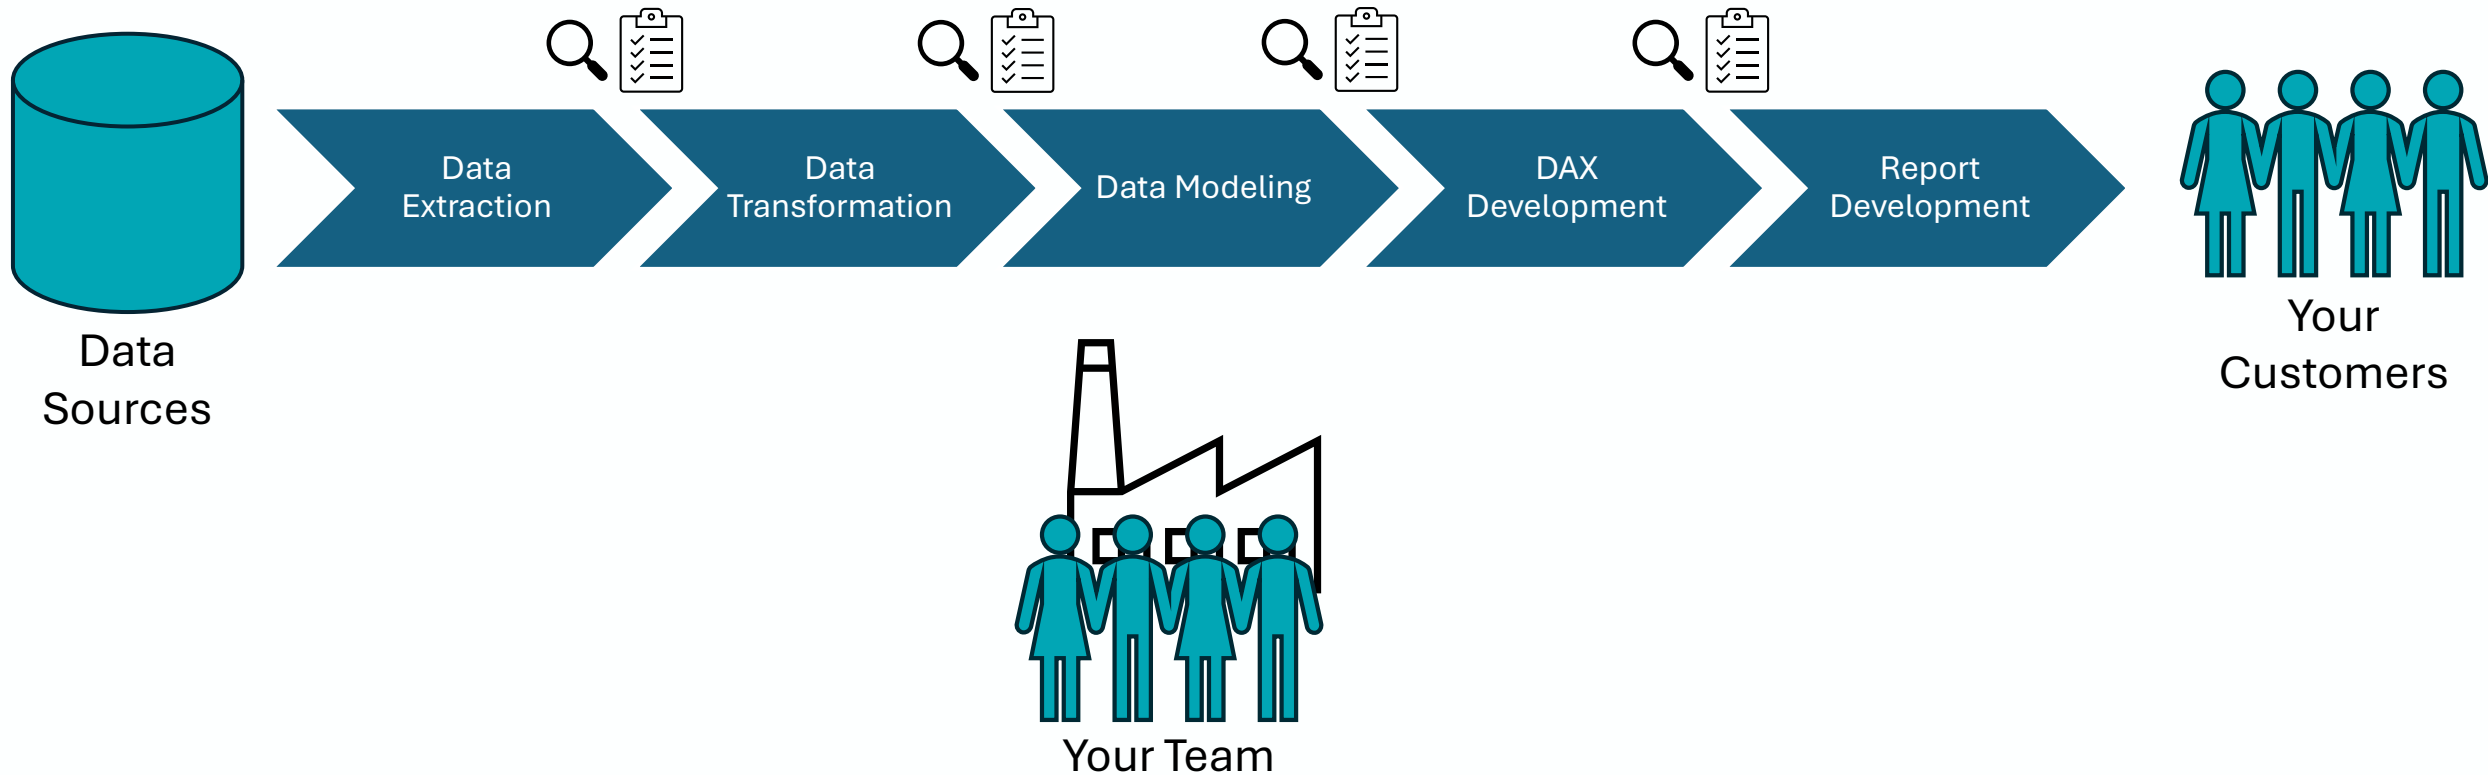 Data
Extraction
Data
Transformation
Data Modeling
DAX
Development
Report
Development
Data
Sources
Your
Customers
Your Team